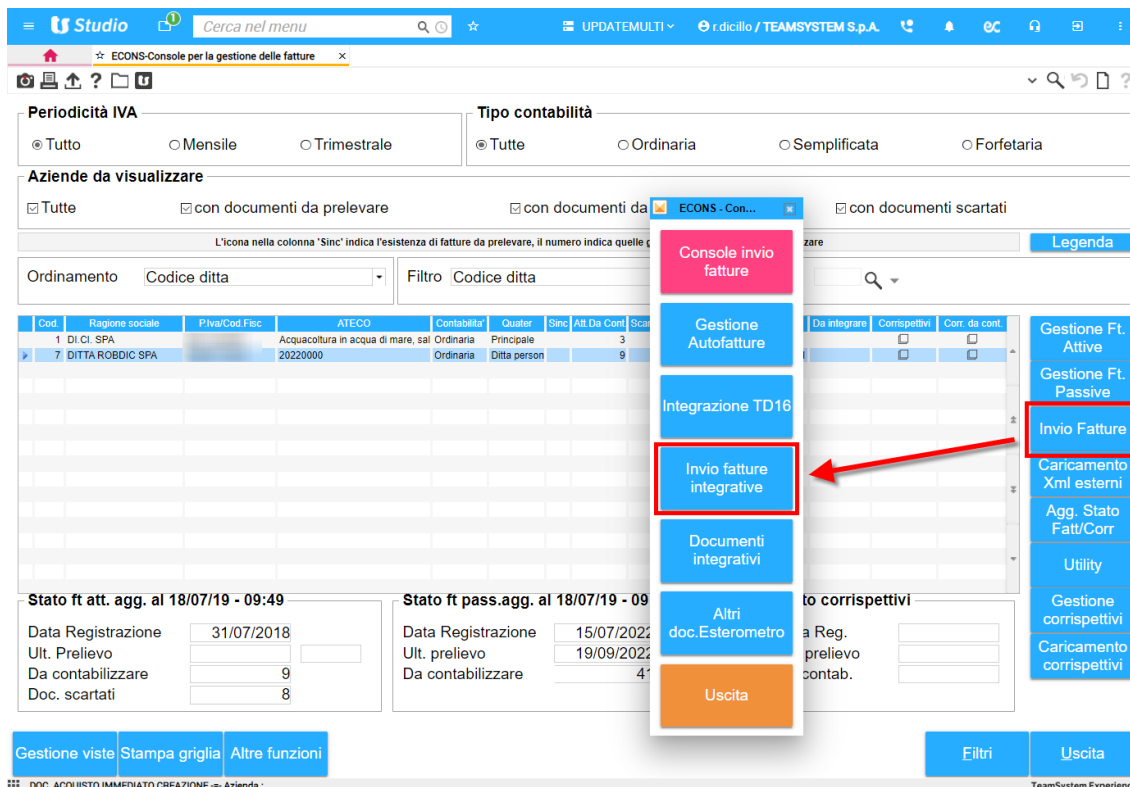 Studio
1
Cerca nel menu
UPDATEMULTI
r.dicillo / TEAMSYSTEM S.p.A.
ec
ECONS-Console per la gestione delle fatture ×
Periodicità IVA
Tipo contabilità
Tutto Mensile Trimestrale
Tutte Ordinaria Semplificata Forfetaria
Aziende da visualizzare
Tutte con documenti da prelevare con documenti da con documenti scartati
L'icona nella colonna 'Sinc' indica l'esistenza di fatture da prelevare, il numero indica quelle
zare
Legenda
Ordinamento Codice ditta
Filtro Codice ditta
Cod. Ragione sociale P.Iva/Cod.Fisc ATECO Contabilita' Quater Sinc Att.Da Cont. Scar Da integrare Corrispettivi Corr. da cont.
1 DI.CI. SPA Acquacoltura in acqua di mare, sal Ordinaria Principale 3
7 DITTA ROBDIC SPA 20220000 Ordinaria Ditta person 9
ECONS - Con...
Console invio
fatture
Gestione
Autofatture
Integrazione TD16
Invio fatture
integrative
Documenti
integrativi
Altri
doc.Esterometro
Uscita
Gestione Ft.
Attive
Gestione Ft.
Passive
Invio Fatture
Caricamento
Xml esterni
Agg. Stato
Fatt/Corr
Utility
Gestione
corrispettivi
Caricamento
corrispettivi
Stato ft att. agg. al 18/07/19 - 09:49
Data Registrazione 31/07/2018
Ult. Prelievo
Da contabilizzare 9
Doc. scartati 8
Stato ft pass.agg. al 18/07/19 - 09
Data Registrazione 15/07/2022
Ult. prelievo 19/09/2022
Da contabilizzare 41
to corrispettivi
a Reg.
prelievo
contab.
Gestione viste Stampa griglia Altre funzioni
Filtri Uscita
DOC. ACQUISTO IMMEDIATO CREAZIONE -=- Azienda :
TeamSystem Experienc